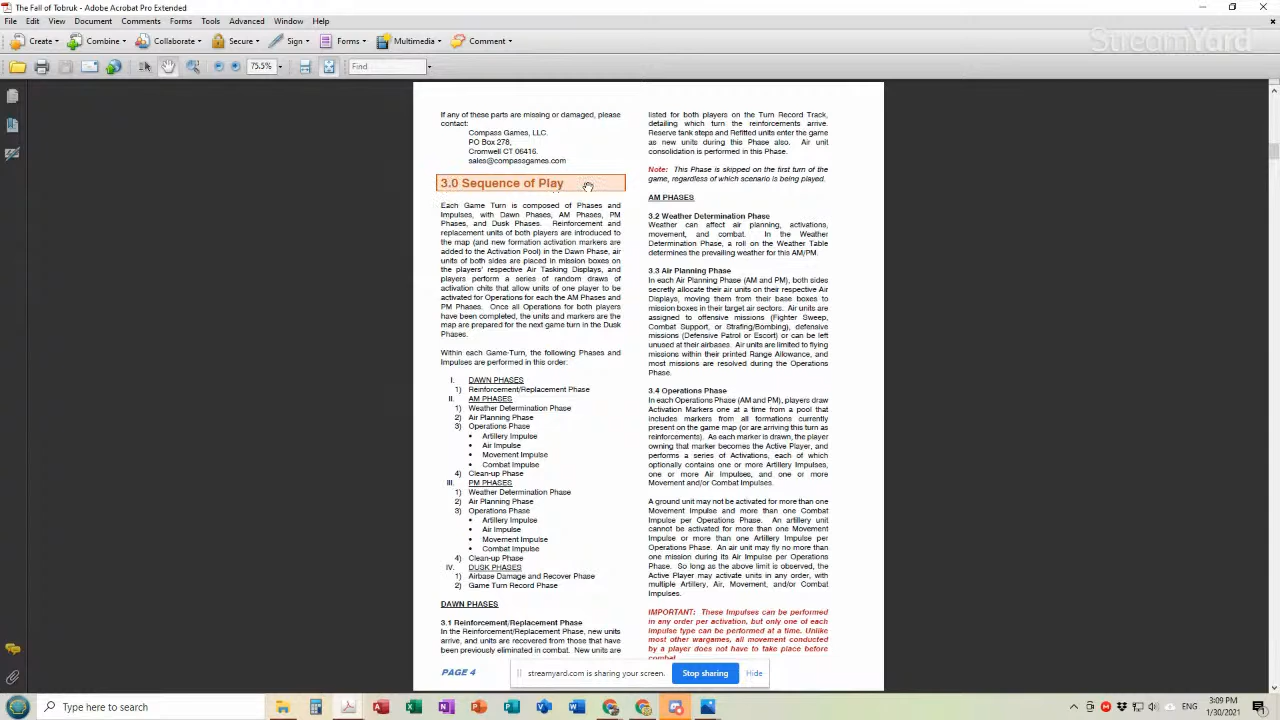 The Fall of Tobruk - Adobe Acrobat Pro Extended
File Edit View Document Comments Forms Tools Advanced Window Help
Create Combine Collaborate Secure Sign Forms Multimedia Comment
StreamYard
75.5% Find
If any of these parts are missing or damaged, please
contact:
Compass Games, LLC.
PO Box 278,
Cromwell CT 06416.
sales@compassgames.com
3.0 Sequence of Play
Each Game Turn is composed of Phases and
Impulses, with Dawn Phases, AM Phases, PM
Phases, and Dusk Phases. Reinforcement and
replacement units of both players are introduced to
the map (and new formation activation markers are
added to the Activation Pool) in the Dawn Phase, air
units of both sides are placed in mission boxes on
the players' respective Air Tasking Displays, and
players perform a series of random draws of
activation chits that allow units of one player to be
activated for Operations for each the AM Phases and
PM Phases. Once all Operations for both players
have been completed, the units and markers are the
map are prepared for the next game turn in the Dusk
Phases.
Within each Game-Turn, the following Phases and
Impulses are performed in this order:
I. DAWN PHASES
1) Reinforcement/Replacement Phase
II. AM PHASES
1) Weather Determination Phase
2) Air Planning Phase
3) Operations Phase
• Artillery Impulse
• Air Impulse
• Movement Impulse
• Combat Impulse
4) Clean-up Phase
III. PM PHASES
1) Weather Determination Phase
2) Air Planning Phase
3) Operations Phase
• Artillery Impulse
• Air Impulse
• Movement Impulse
• Combat Impulse
4) Clean-up Phase
IV. DUSK PHASES
1) Airbase Damage and Recover Phase
2) Game Turn Record Phase
DAWN PHASES
3.1 Reinforcement/Replacement Phase
In the Reinforcement/Replacement Phase, new units
arrive, and units are recovered from those that have
been previously eliminated in combat. New units are
PAGE 4
listed for both players on the Turn Record Track,
detailing which turn the reinforcements arrive.
Reserve tank steps and Refitted units enter the game
as new units during this Phase also. Air unit
consolidation is performed in this Phase.
Note: This Phase is skipped on the first turn of the
game, regardless of which scenario is being played.
AM PHASES
3.2 Weather Determination Phase
Weather can affect air planning, activations,
movement, and combat. In the Weather
Determination Phase, a roll on the Weather Table
determines the prevailing weather for this AM/PM.
3.3 Air Planning Phase
In each Air Planning Phase (AM and PM), both sides
secretly allocate their air units on their respective Air
Displays, moving them from their base boxes to
mission boxes in their target air sectors. Air units are
assigned to offensive missions (Fighter Sweep,
Combat Support, or Strafing/Bombing), defensive
missions (Defensive Patrol or Escort) or can be left
unused at their airbases. Air units are limited to flying
missions within their printed Range Allowance, and
most missions are resolved during the Operations
Phase.
3.4 Operations Phase
In each Operations Phase (AM and PM), players draw
Activation Markers one at a time from a pool that
includes markers from all formations currently
present on the game map (or are arriving this turn as
reinforcements). As each marker is drawn, the player
owning that marker becomes the Active Player, and
performs a series of Activations, each of which
optionally contains one or more Artillery Impulses,
one or more Air Impulses, and one or more
Movement and/or Combat Impulses.
A ground unit may not be activated for more than one
Movement Impulse and more than one Combat
Impulse per Operations Phase. An artillery unit
cannot be activated for more than one Movement
Impulse or more than one Artillery Impulse per
Operations Phase. An air unit may fly no more than
one mission during its Air Impulse per Operations
Phase. So long as the above limit is observed, the
Active Player may activate units in any order, with
multiple Artillery, Air, Movement, and/or Combat
Impulses.
IMPORTANT: These Impulses can be performed
in any order per activation, but only one of each
impulse type can be performed at a time. Unlike
most other wargames, all movement conducted
by a player does not have to take place before
combat.
streamyard.com is sharing your screen. Stop sharing Hide
Type here to search
ENG
3:09 PM
1/30/2021